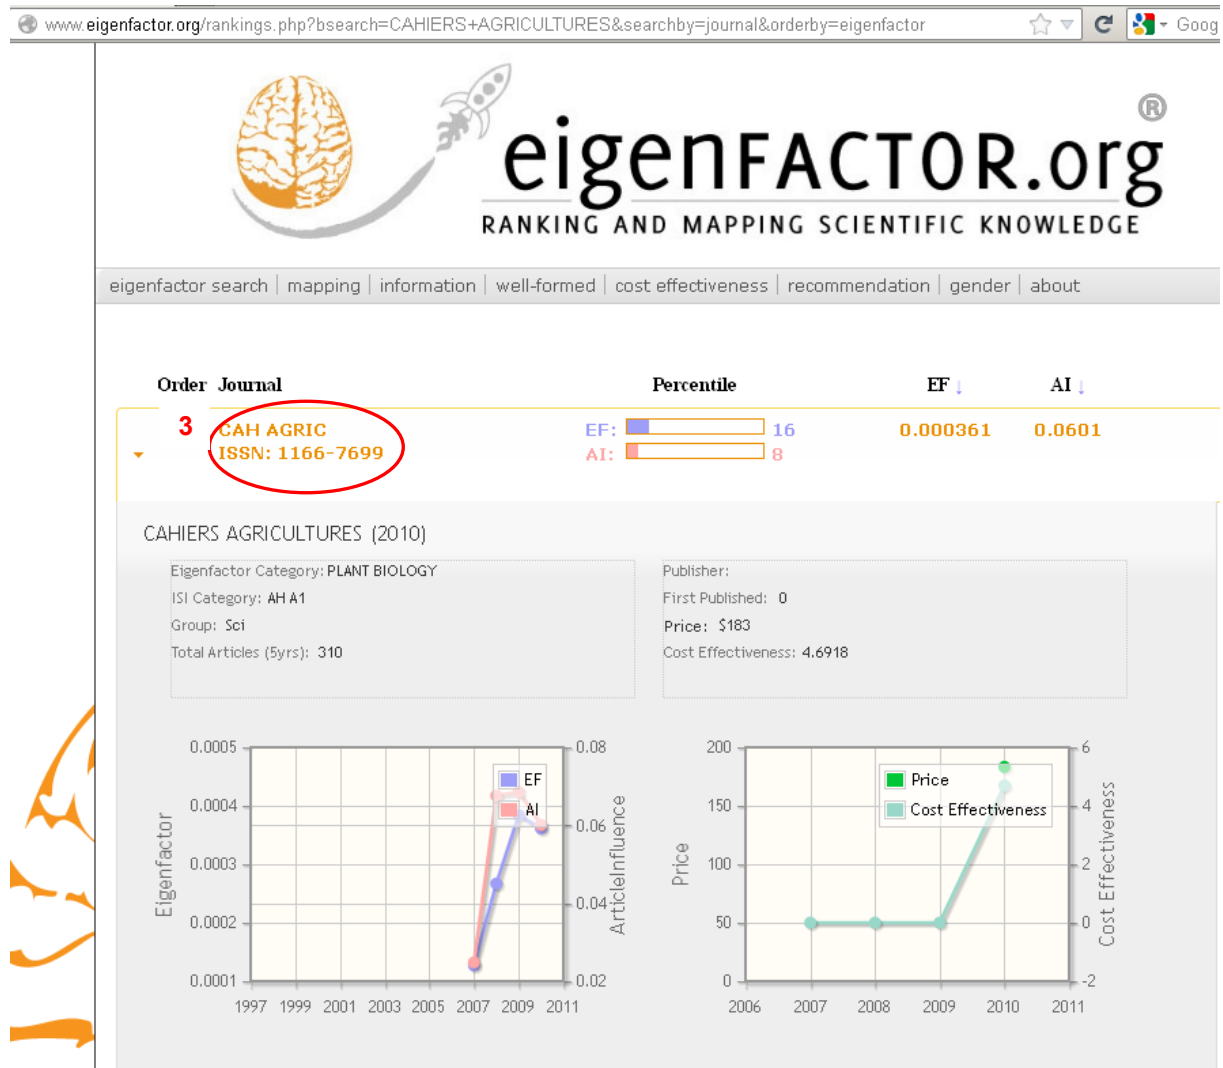 www.eigenfactor.org/rankings.php?bsearch=CAHIERS+AGRICULTURES&searchby=journal&orderby=eigenfactor
Goog
eigenFACTOR.org ®
RANKING AND MAPPING SCIENTIFIC KNOWLEDGE
eigenfactor search | mapping | information | well-formed | cost effectiveness | recommendation | gender | about
Order Journal Percentile EF ↓ AI ↓
3 CAH AGRIC EF: 16 0.000361 0.0601
ISSN: 1166-7699 AI: 8
CAHIERS AGRICULTURES (2010)
Eigenfactor Category: PLANT BIOLOGY
ISI Category: AH A1
Group: Sci
Total Articles (5yrs): 310
Publisher:
First Published: 0
Price: $183
Cost Effectiveness: 4.6918
Eigenfactor
0.0005
0.0004
0.0003
0.0002
0.0001
EF
AI
0.08
0.06
0.04
0.02
ArticleInfluence
1997 1999 2001 2003 2005 2007 2009 2011
Price
200
150
100
50
0
Price
Cost Effectiveness
6
4
2
0
-2
Cost Effectiveness
2006 2007 2008 2009 2010 2011